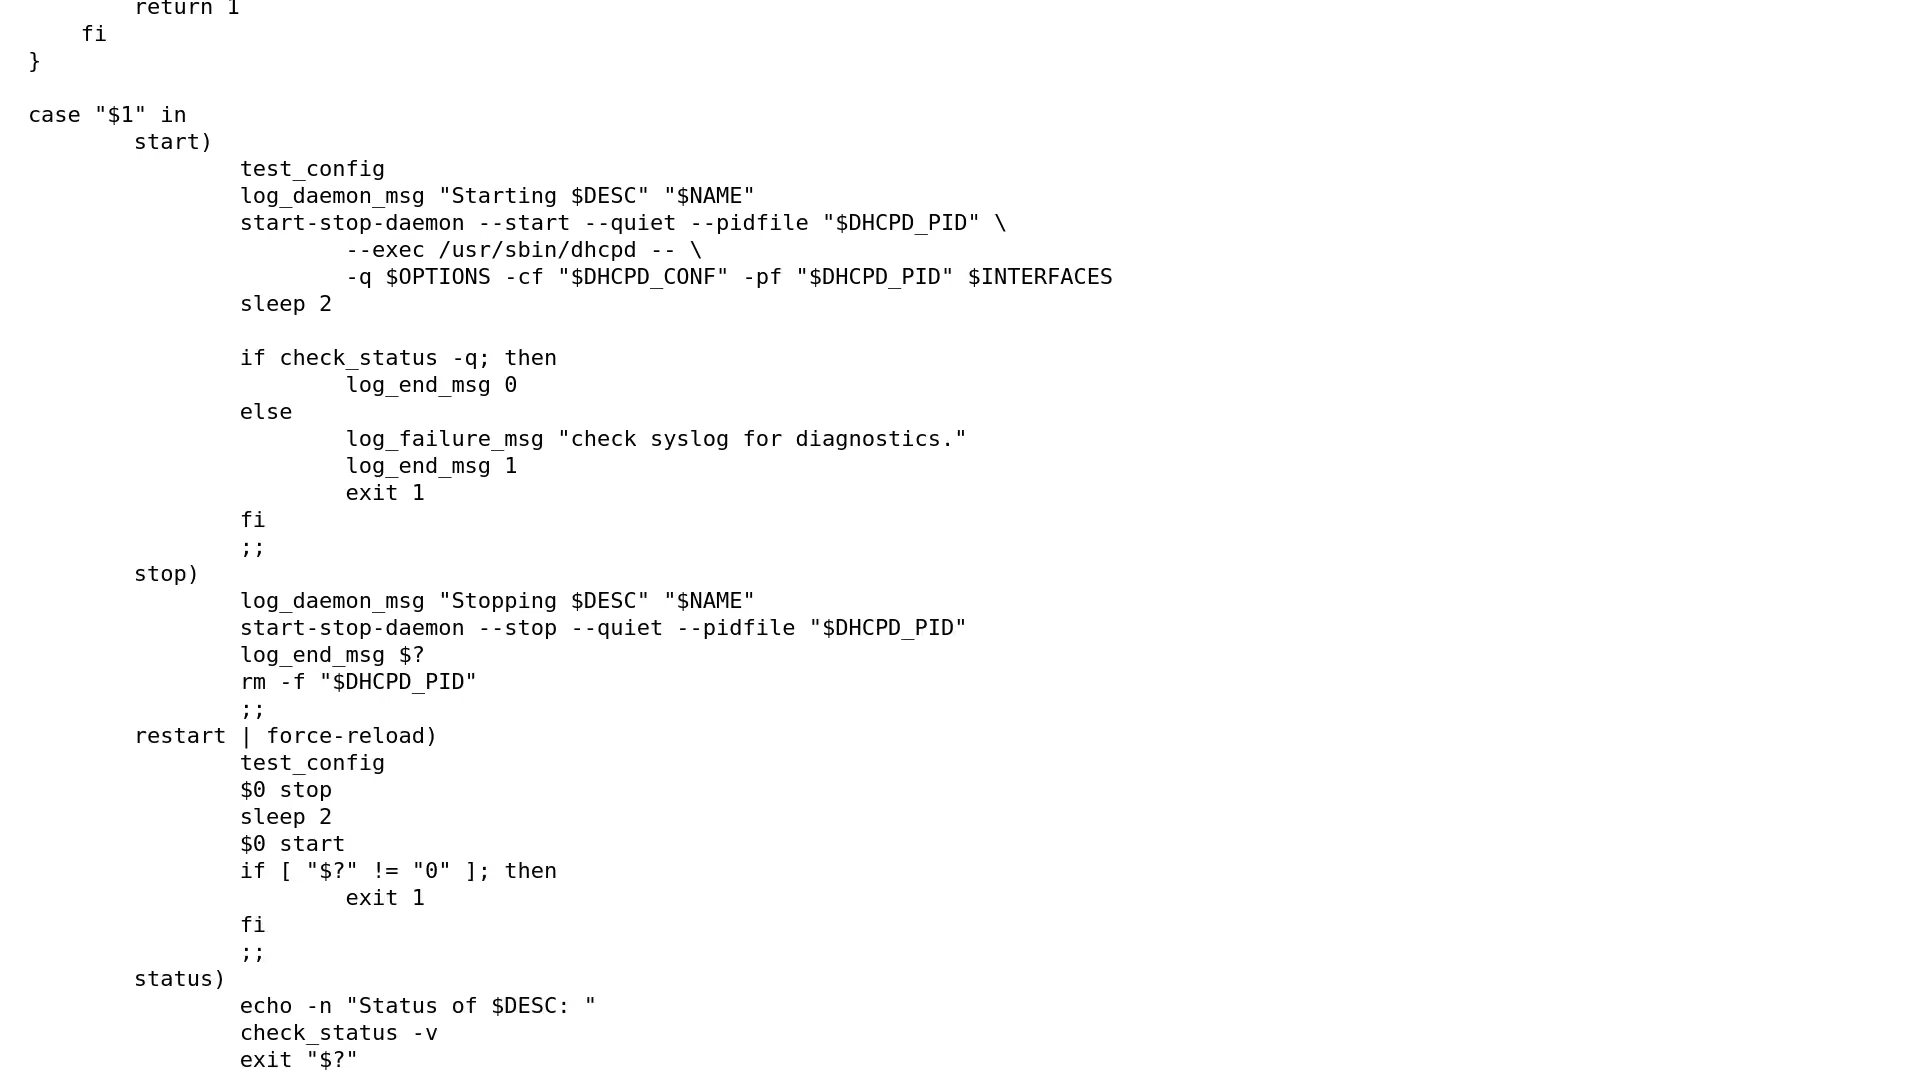 return 1
    fi
}

case "$1" in
        start)
                test_config
                log_daemon_msg "Starting $DESC" "$NAME"
                start-stop-daemon --start --quiet --pidfile "$DHCPD_PID" \
                        --exec /usr/sbin/dhcpd -- \
                        -q $OPTIONS -cf "$DHCPD_CONF" -pf "$DHCPD_PID" $INTERFACES
                sleep 2

                if check_status -q; then
                        log_end_msg 0
                else
                        log_failure_msg "check syslog for diagnostics."
                        log_end_msg 1
                        exit 1
                fi
                ;;
        stop)
                log_daemon_msg "Stopping $DESC" "$NAME"
                start-stop-daemon --stop --quiet --pidfile "$DHCPD_PID"
                log_end_msg $?
                rm -f "$DHCPD_PID"
                ;;
        restart | force-reload)
                test_config
                $0 stop
                sleep 2
                $0 start
                if [ "$?" != "0" ]; then
                        exit 1
                fi
                ;;
        status)
                echo -n "Status of $DESC: "
                check_status -v
                exit "$?"